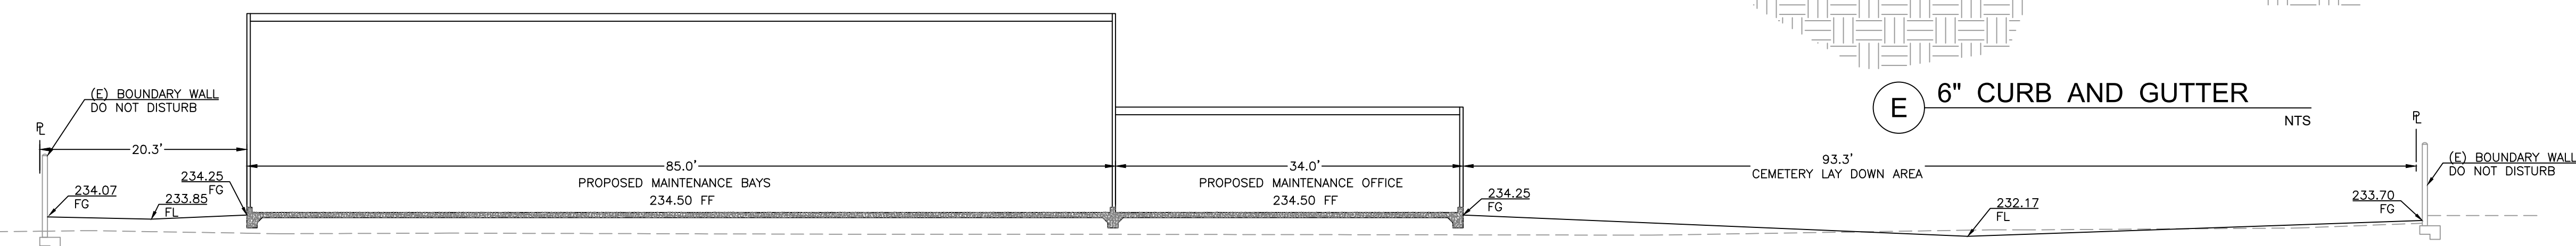 (E) BOUNDARY WALL
DO NOT DISTURB
PL
20.3'
234.07
FG
233.85
FL
234.25
FG
85.0'
PROPOSED MAINTENANCE BAYS
234.50 FF
34.0'
PROPOSED MAINTENANCE OFFICE
234.50 FF
234.25
FG
93.3'
CEMETERY LAY DOWN AREA
232.17
FL
233.70
FG
PL
(E) BOUNDARY WALL
DO NOT DISTURB
E
6" CURB AND GUTTER
NTS